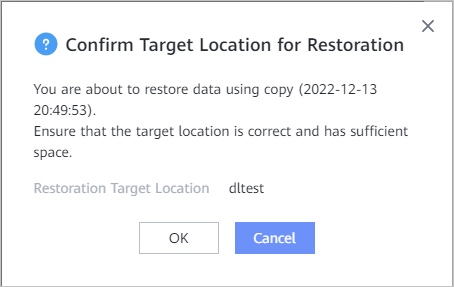 Confirm Target Location for Restoration
You are about to restore data using copy (2022-12-13
20:49:53).
Ensure that the target location is correct and has sufficient
space.
Restoration Target Location dltest
OK Cancel